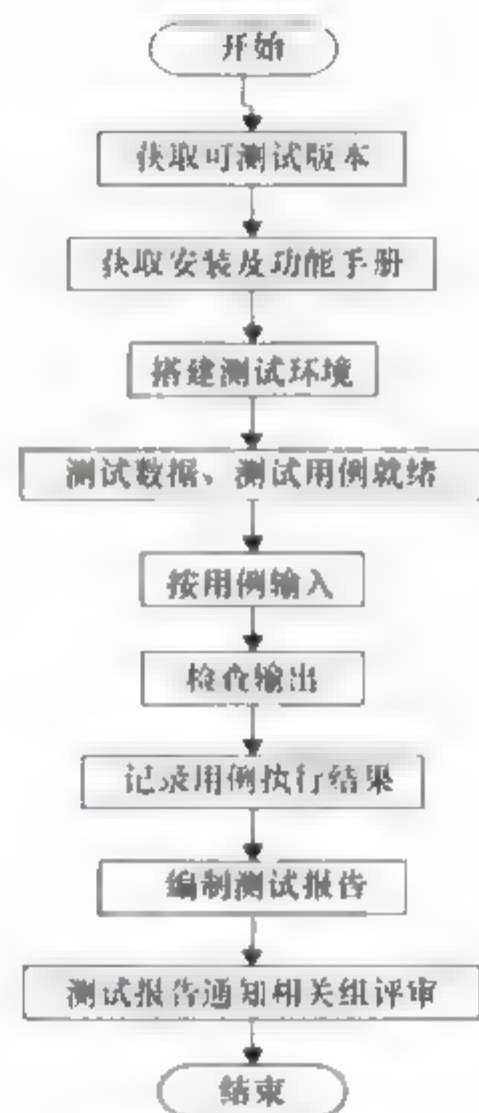 开始
获取可测试版本
获取安装及功能手册
搭建测试环境
测试数据、测试用例就绪
按用例输入
检查输出
记录用例执行结果
编制测试报告
测试报告通知相关组评审
结束